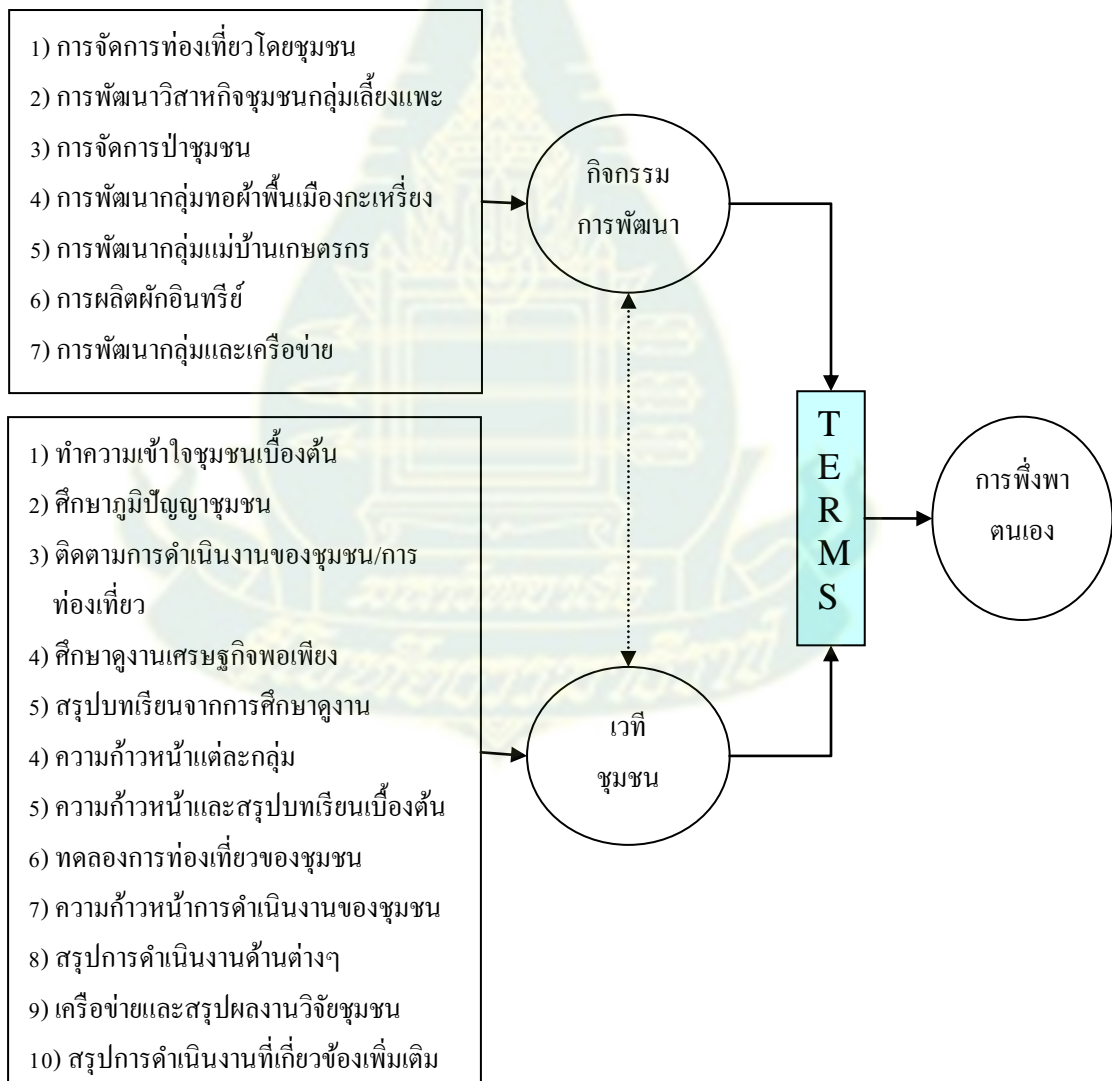 1) การจัดการท่องเที่ยวโดยชุมชน
2) การพัฒนาวิสาหกิจชุมชนกลุ่มเลี้ยงแพะ
3) การจัดการป่าชุมชน
4) การพัฒนากลุ่มทอผ้าพื้นเมืองกะเหรี่ยง
5) การพัฒนากลุ่มแม่บ้านเกษตรกร
6) การผลิตผักอินทรีย์
7) การพัฒนากลุ่มและเครือข่าย
กิจกรรม
การพัฒนา
1) ทำความเข้าใจชุมชนเบื้องต้น
2) ศึกษาภูมิปัญญาชุมชน
3) ติดตามการดำเนินงานของชุมชน/การ
ท่องเที่ยว
4) ศึกษาดูงานเศรษฐกิจพอเพียง
5) สรุปบทเรียนจากการศึกษาดูงาน
4) ความก้าวหน้าแต่ละกลุ่ม
5) ความก้าวหน้าและสรุปบทเรียนเบื้องต้น
6) ทดลองการท่องเที่ยวของชุมชน
7) ความก้าวหน้าการดำเนินงานของชุมชน
8) สรุปการดำเนินงานด้านต่างๆ
9) เครือข่ายและสรุปผลงานวิจัยชุมชน
10) สรุปการดำเนินงานที่เกี่ยวข้องเพิ่มเติม
เวที
ชุมชน
T
E
R
M
S
การพึ่งพา
ตนเอง